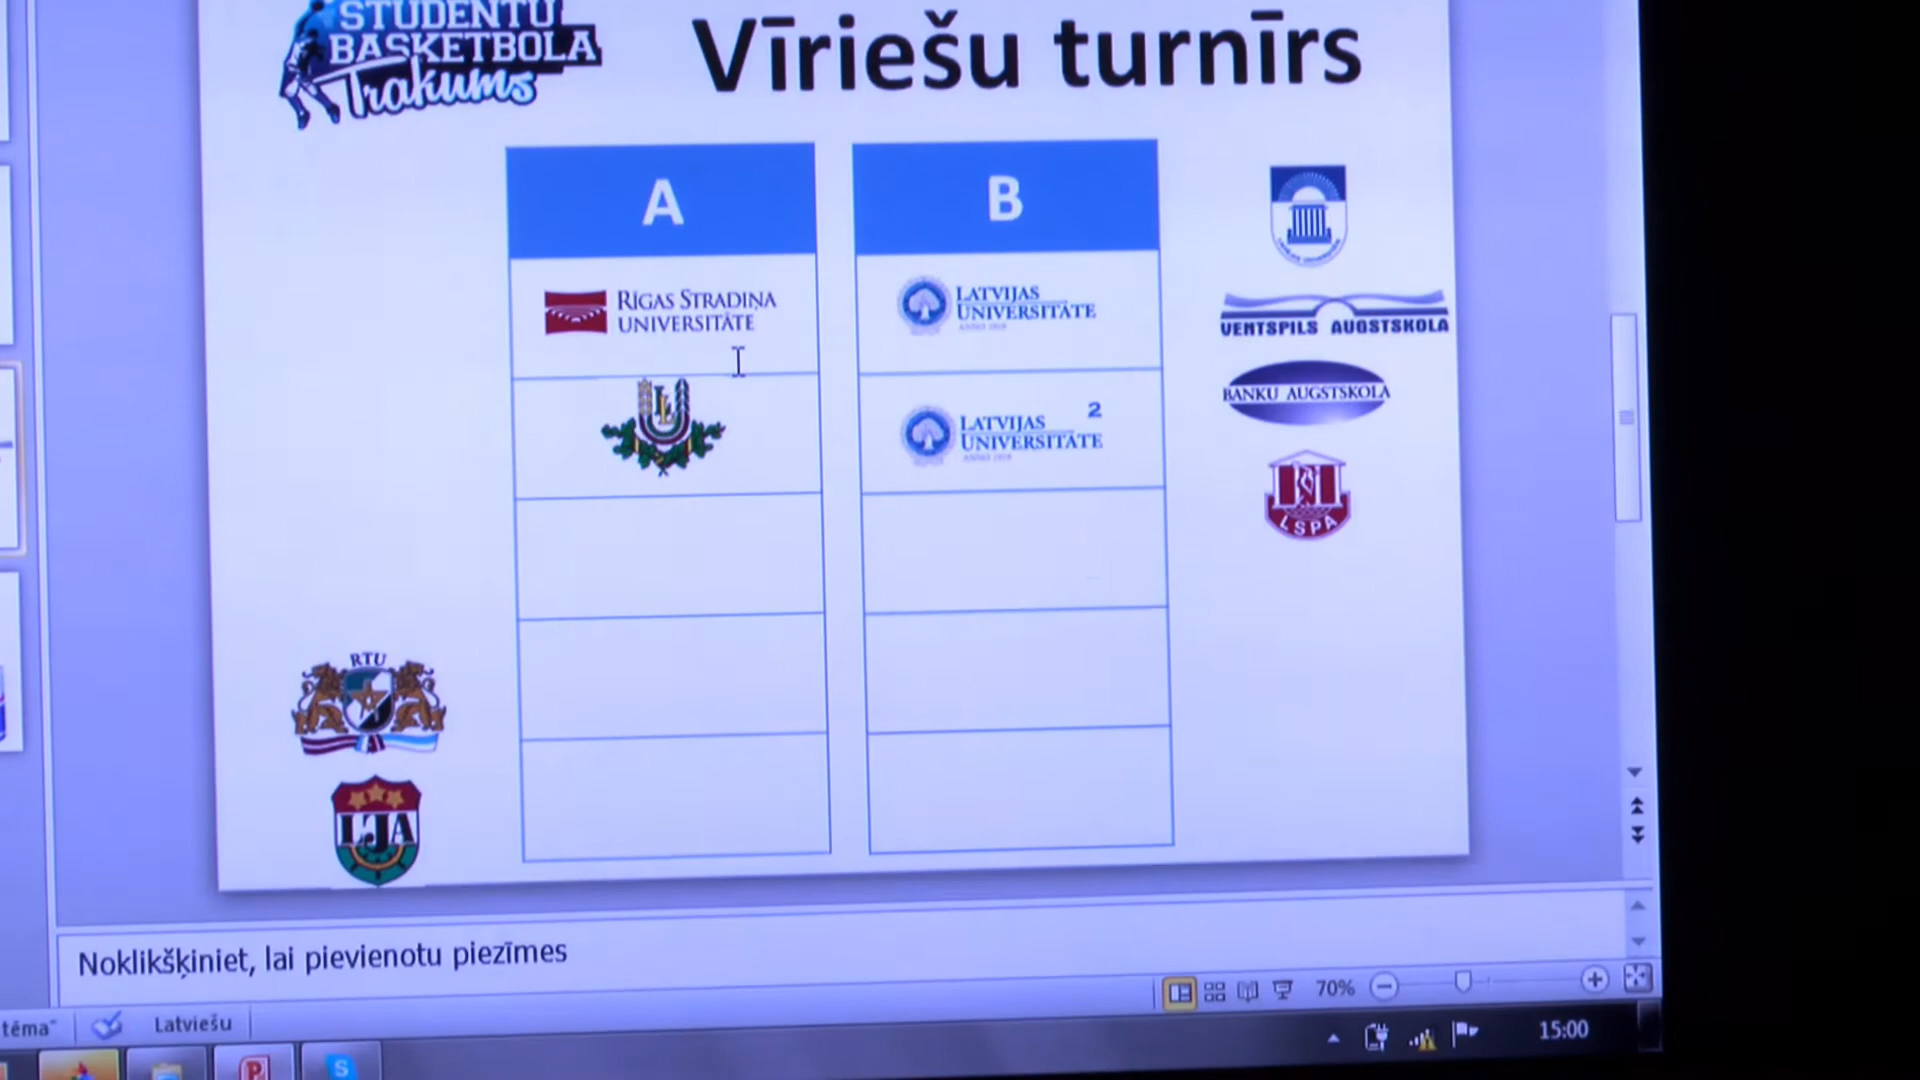 STUDENTU
BASKETBOLA
Trakums
Vīriešu turnīrs
A
B
RĪGAS STRADIŅA
UNIVERSITĀTE
LATVIJAS
UNIVERSITĀTE
LATVIJAS
UNIVERSITĀTE
2
VENTSPILS AUGSTSKOLA
BANKU AUGSTSKOLA
LSPA
RTU
LJA
Noklikšķiniet, lai pievienotu piezīmes
tēma"
Latviešu
70%
15:00